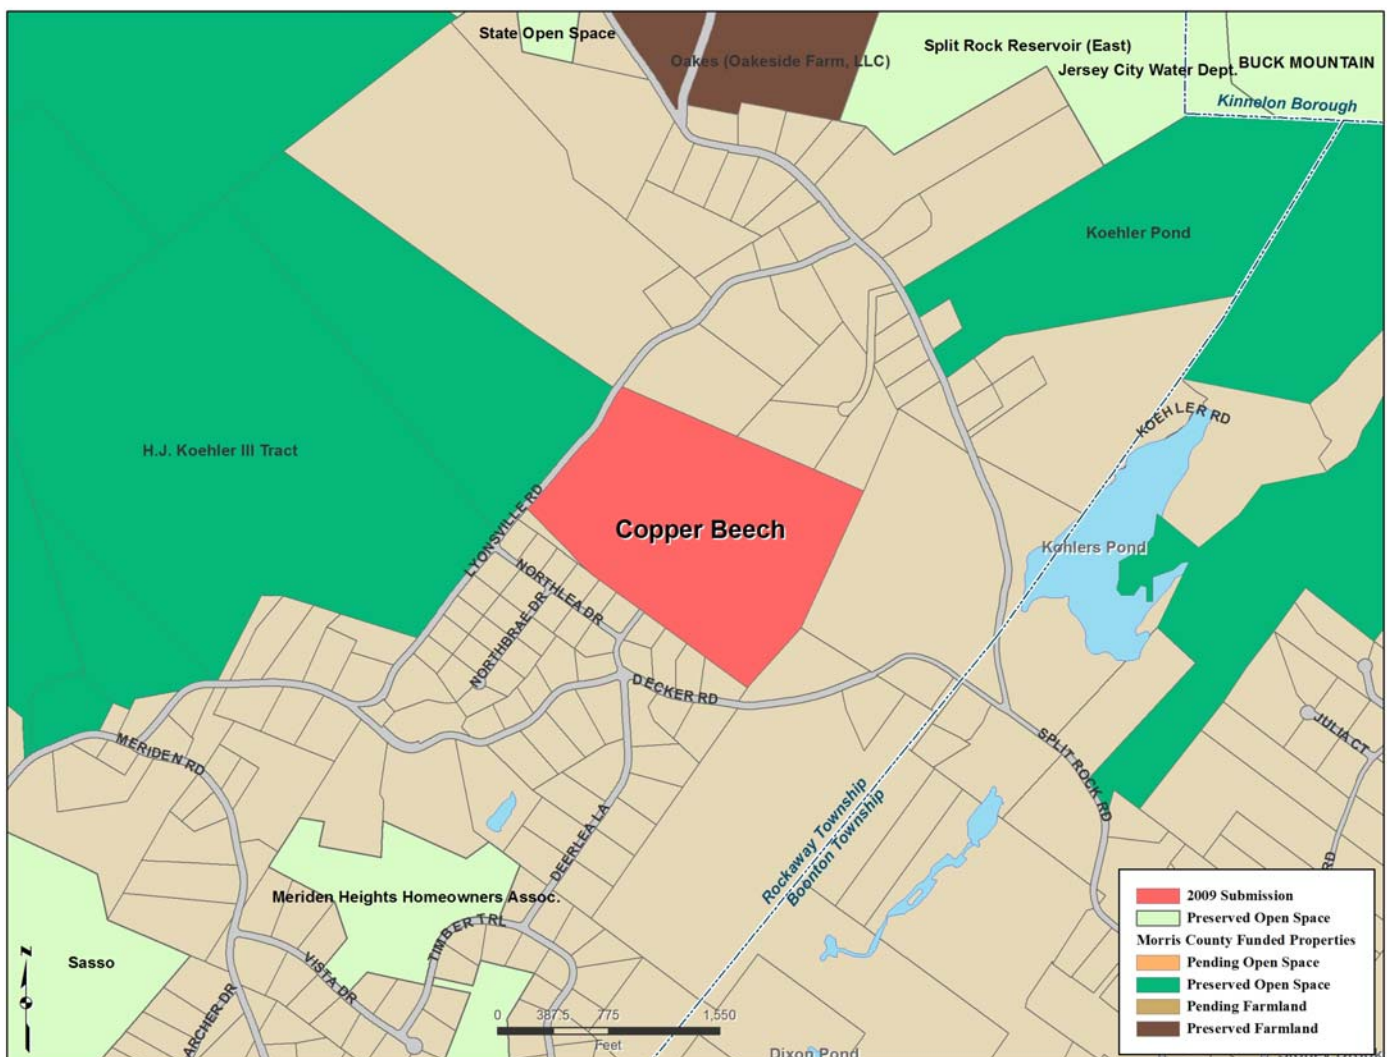 State Open Space
Oakes (Oakeside Farm, LLC)
Split Rock Reservoir (East)
Jersey City Water Dept.
BUCK MOUNTAIN
Kinnelon Borough
Koehler Pond
KOEHLER RD
H.J. Koehler III Tract
LYONSVILLE RD
Copper Beech
Kohlers Pond
NORTHLEA DR
NORTHBRAE DR
DECKER RD
MERIDEN RD
SPLIT ROCK RD
JULIA CT
Rockaway Township
Boonton Township
DEERLEA LA
Meriden Heights Homeowners Assoc.
TIMBER TRL
VISTA DR
Sasso
ARCHER DR
RD
N
0 387.5 775 1,550
Feet
Dixon Pond
2009 Submission
Preserved Open Space
Morris County Funded Properties
Pending Open Space
Preserved Open Space
Pending Farmland
Preserved Farmland